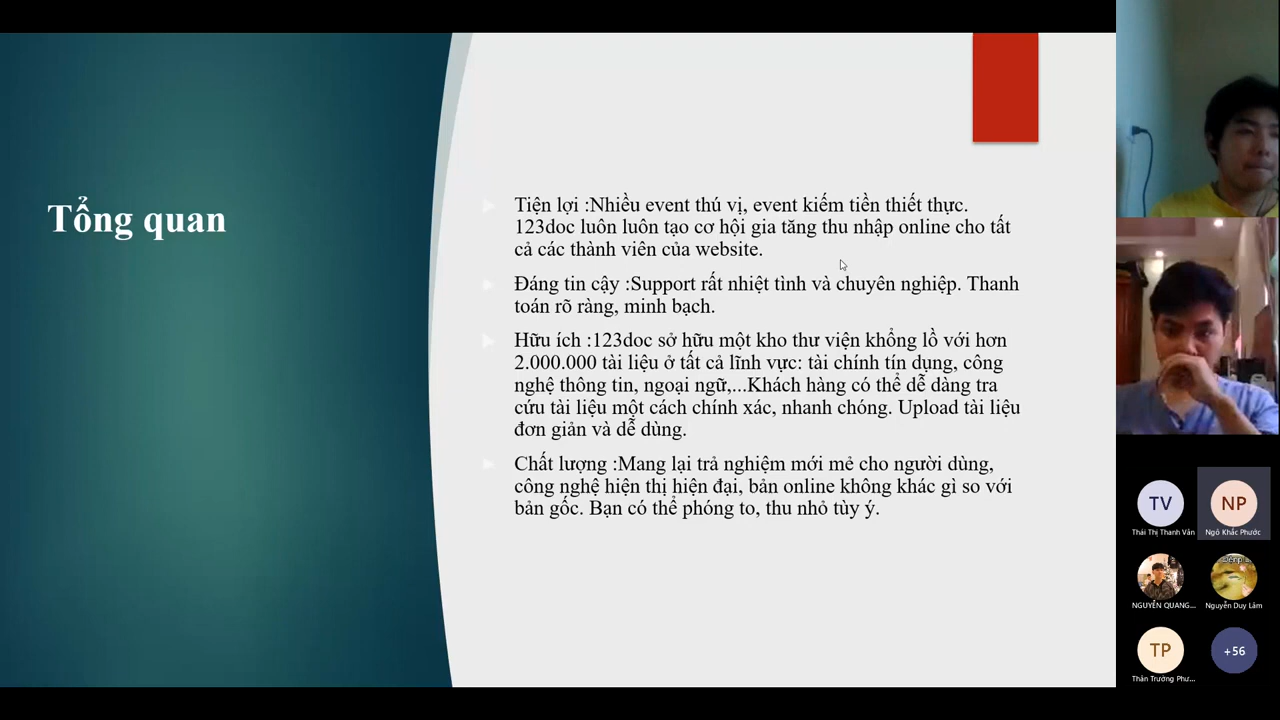 Tổng quan
Tiện lợi :Nhiều event thú vị, event kiếm tiền thiết thực.
123doc luôn luôn tạo cơ hội gia tăng thu nhập online cho tất
cả các thành viên của website.
Đáng tin cậy :Support rất nhiệt tình và chuyên nghiệp. Thanh
toán rõ ràng, minh bạch.
Hữu ích :123doc sở hữu một kho thư viện khổng lồ với hơn
2.000.000 tài liệu ở tất cả lĩnh vực: tài chính tín dụng, công
nghệ thông tin, ngoại ngữ,...Khách hàng có thể dễ dàng tra
cứu tài liệu một cách chính xác, nhanh chóng. Upload tài liệu
đơn giản và dễ dùng.
Chất lượng :Mang lại trả nghiệm mới mẻ cho người dùng,
công nghệ hiện thị hiện đại, bản online không khác gì so với
bản gốc. Bạn có thể phóng to, thu nhỏ tùy ý.
TV
NP
Thái Thị Thanh Vân
Ngô Khắc Phước
NGUYỄN QUANG...
Nguyễn Duy Lâm
TP
+56
Thân Trường Phư...